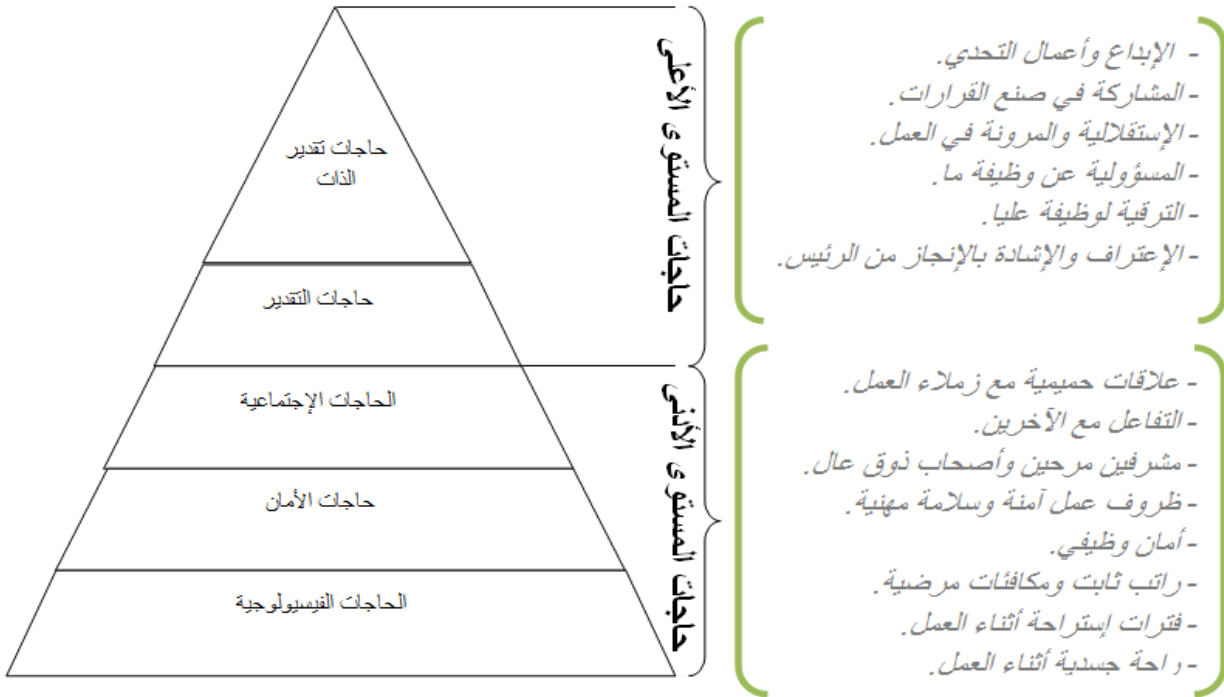 حاجات تقدير
الذات
حاجات التقدير
الحاجات الإجتماعية
حاجات الأمان
الحاجات الفيسيولوجية
حاجات المستوى الأعلى
حاجات المستوى الأدنى
- الإبداع وأعمال التحدي.
- المشاركة في صنع القرارات.
- الإستقلالية والمرونة في العمل.
- المسؤولية عن وظيفة ما.
- الترقية لوظيفة عليا.
- الإعتراف والإشادة بالإنجاز من الرئيس.
- علاقات حميمية مع زملاء العمل.
- التفاعل مع الآخرين.
- مشرفين مرحين وأصحاب ذوق عال.
- ظروف عمل آمنة وسلامة مهنية.
- أمان وظيفي.
- راتب ثابت ومكافئات مرضية.
- فترات إستراحة أثناء العمل.
- راحة جسدية أثناء العمل.